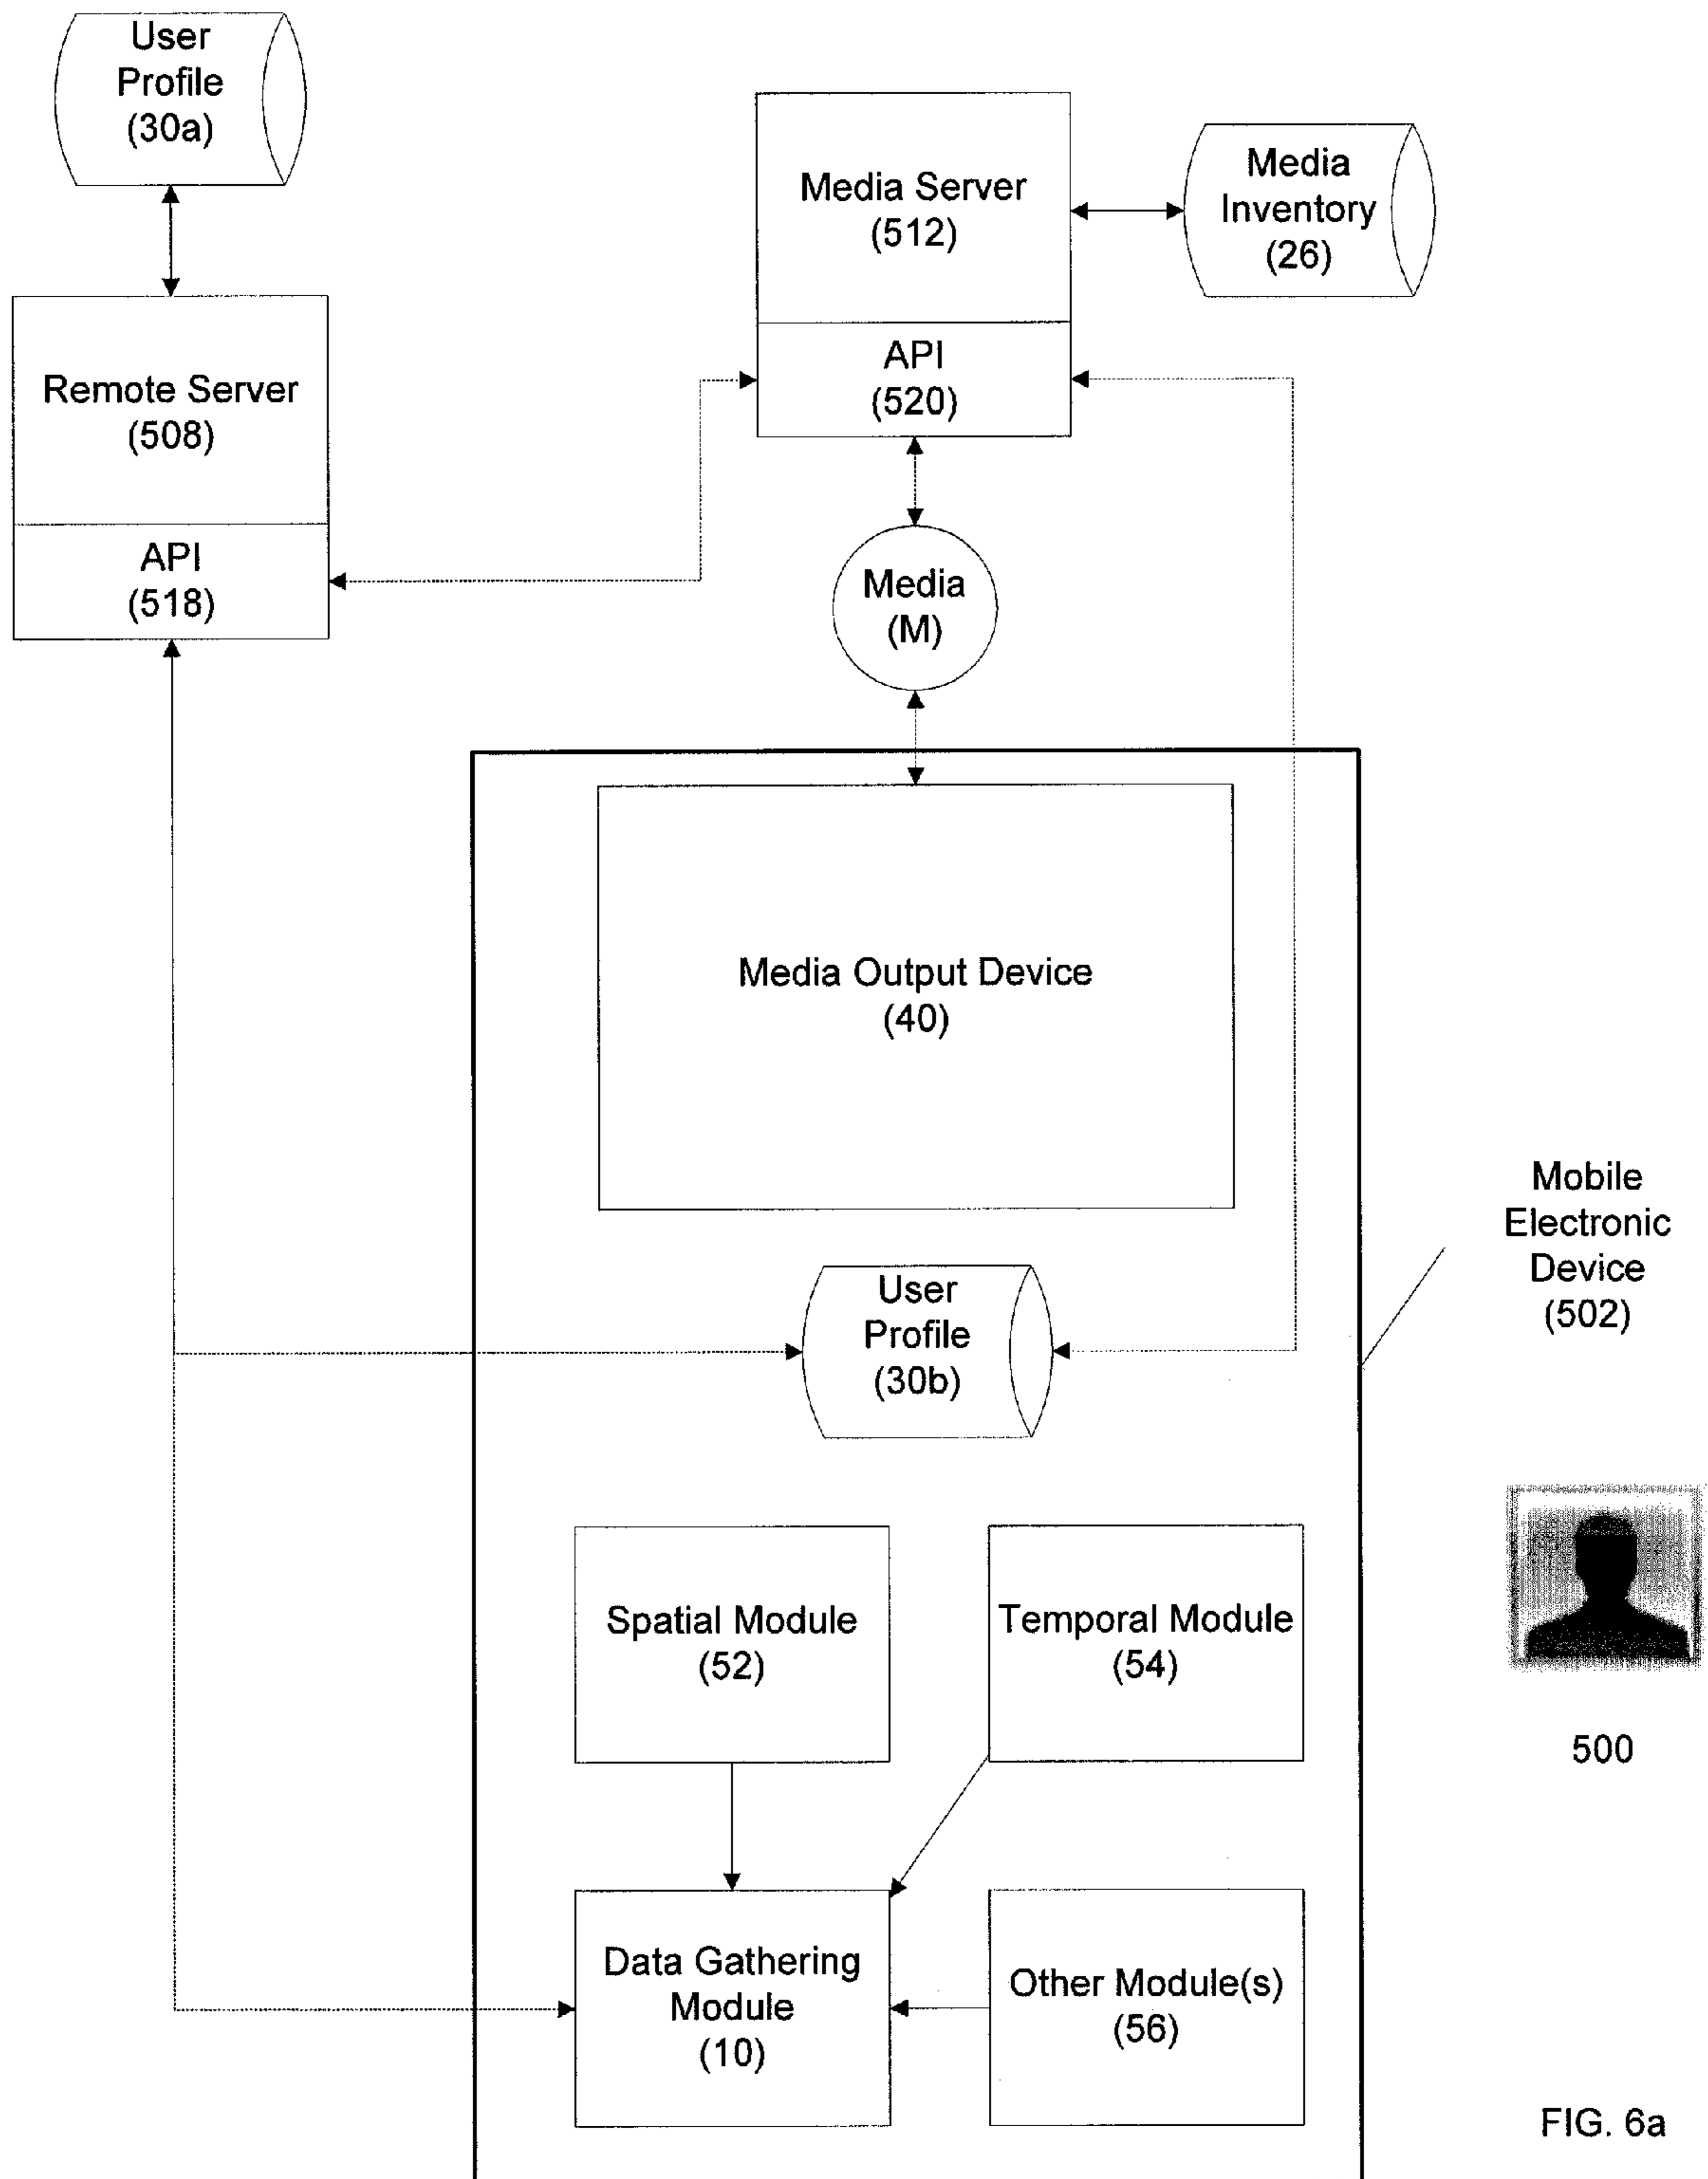 User
Profile
(30a)
Media Server
(512)
Media
Inventory
(26)
API
(520)
Remote Server
(508)
API
(518)
Media
(M)
Media Output Device
(40)
Mobile
Electronic
Device
(502)
User
Profile
(30b)
Spatial Module
(52)
Temporal Module
(54)
500
Data Gathering
Module
(10)
Other Module(s)
(56)
FIG. 6a